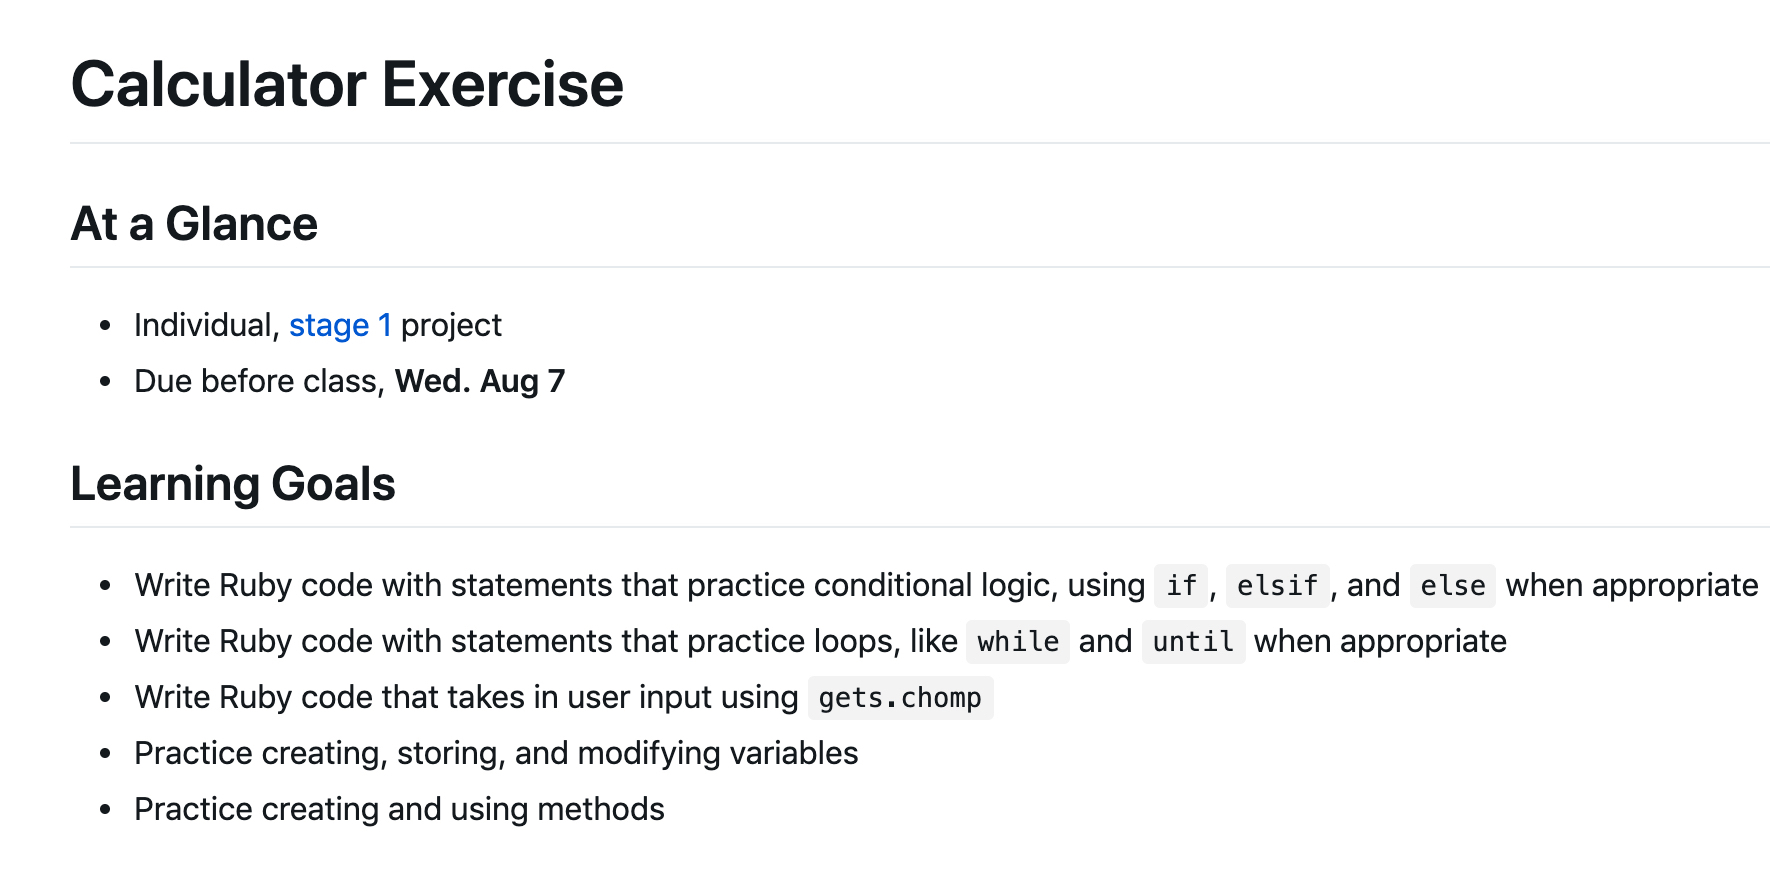 Calculator Exercise
At a Glance
• Individual, stage 1 project
• Due before class, Wed. Aug 7
Learning Goals
• Write Ruby code with statements that practice conditional logic, using if, elsif, and else when appropriate
• Write Ruby code with statements that practice loops, like while and until when appropriate
• Write Ruby code that takes in user input using gets.chomp
• Practice creating, storing, and modifying variables
• Practice creating and using methods